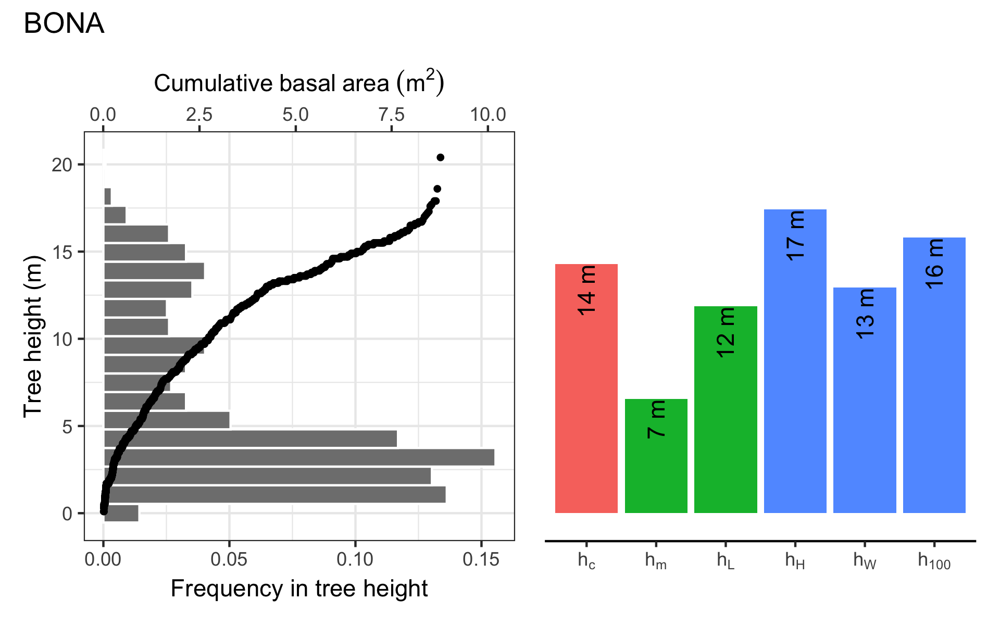 BONA
Cumulative basal area (m²)
0.0 2.5 5.0 7.5 10.0
Tree height (m)
20
15
10
5
0
0.00 0.05 0.10 0.15
Frequency in tree height
14 m
7 m
12 m
17 m
13 m
16 m
hc hm hL hH hW h100